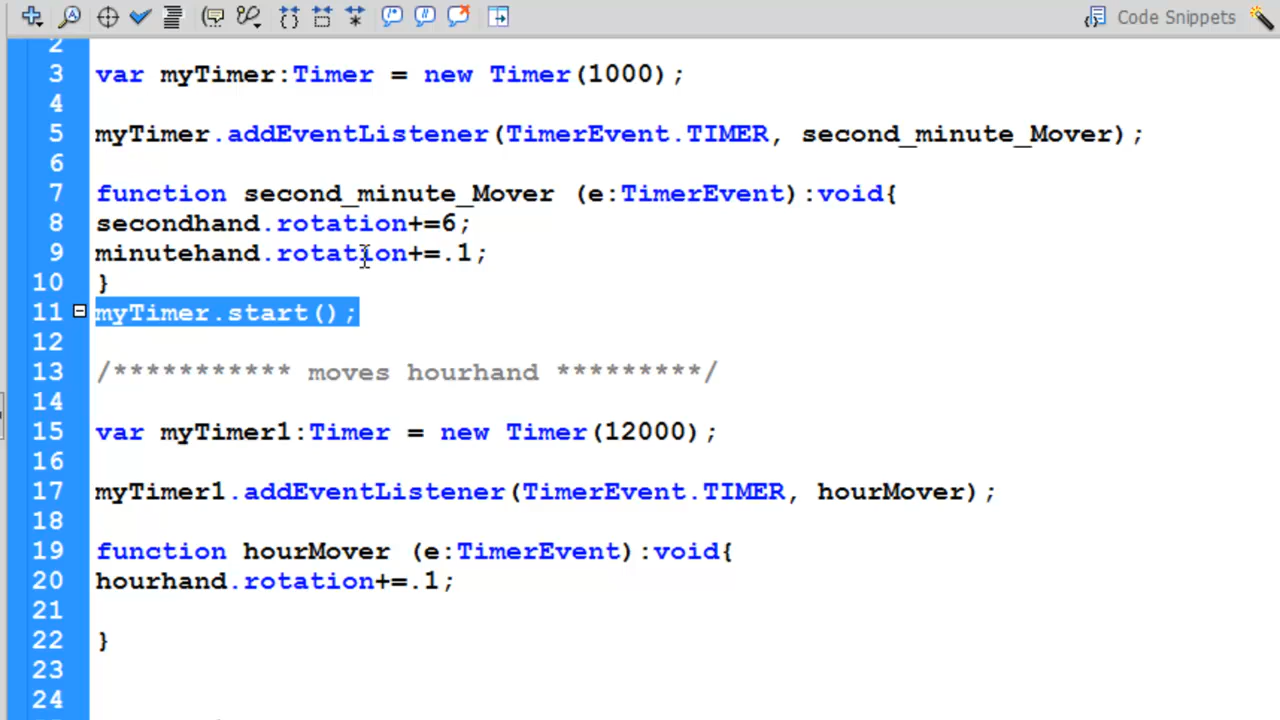 Code Snippets
2
3 var myTimer:Timer = new Timer(1000);
4
5 myTimer.addEventListener(TimerEvent.TIMER, second_minute_Mover);
6
7 function second_minute_Mover (e:TimerEvent):void{
8 secondhand.rotation+=6;
9 minutehand.rotation+=.1;
10 }
11 myTimer.start();
12
13 /*********** moves hourhand *********/
14
15 var myTimer1:Timer = new Timer(12000);
16
17 myTimer1.addEventListener(TimerEvent.TIMER, hourMover);
18
19 function hourMover (e:TimerEvent):void{
20 hourhand.rotation+=.1;
21
22 }
23
24